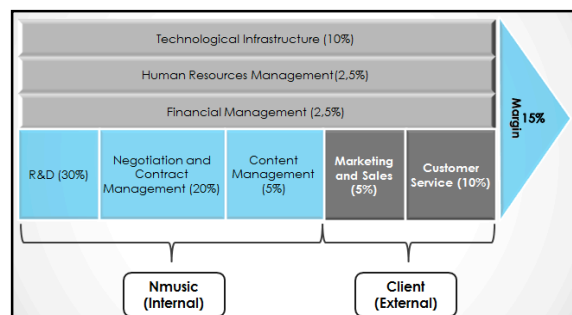 Technological Infrastructure (10%)
Human Resources Management(2,5%)
Financial Management (2,5%)
R&D (30%)
Negotiation and
Contract
Management (20%)
Content
Management
(5%)
Marketing
and Sales
(5%)
Customer
Service (10%)
Margin
15%
Nmusic
(Internal)
Client
(External)